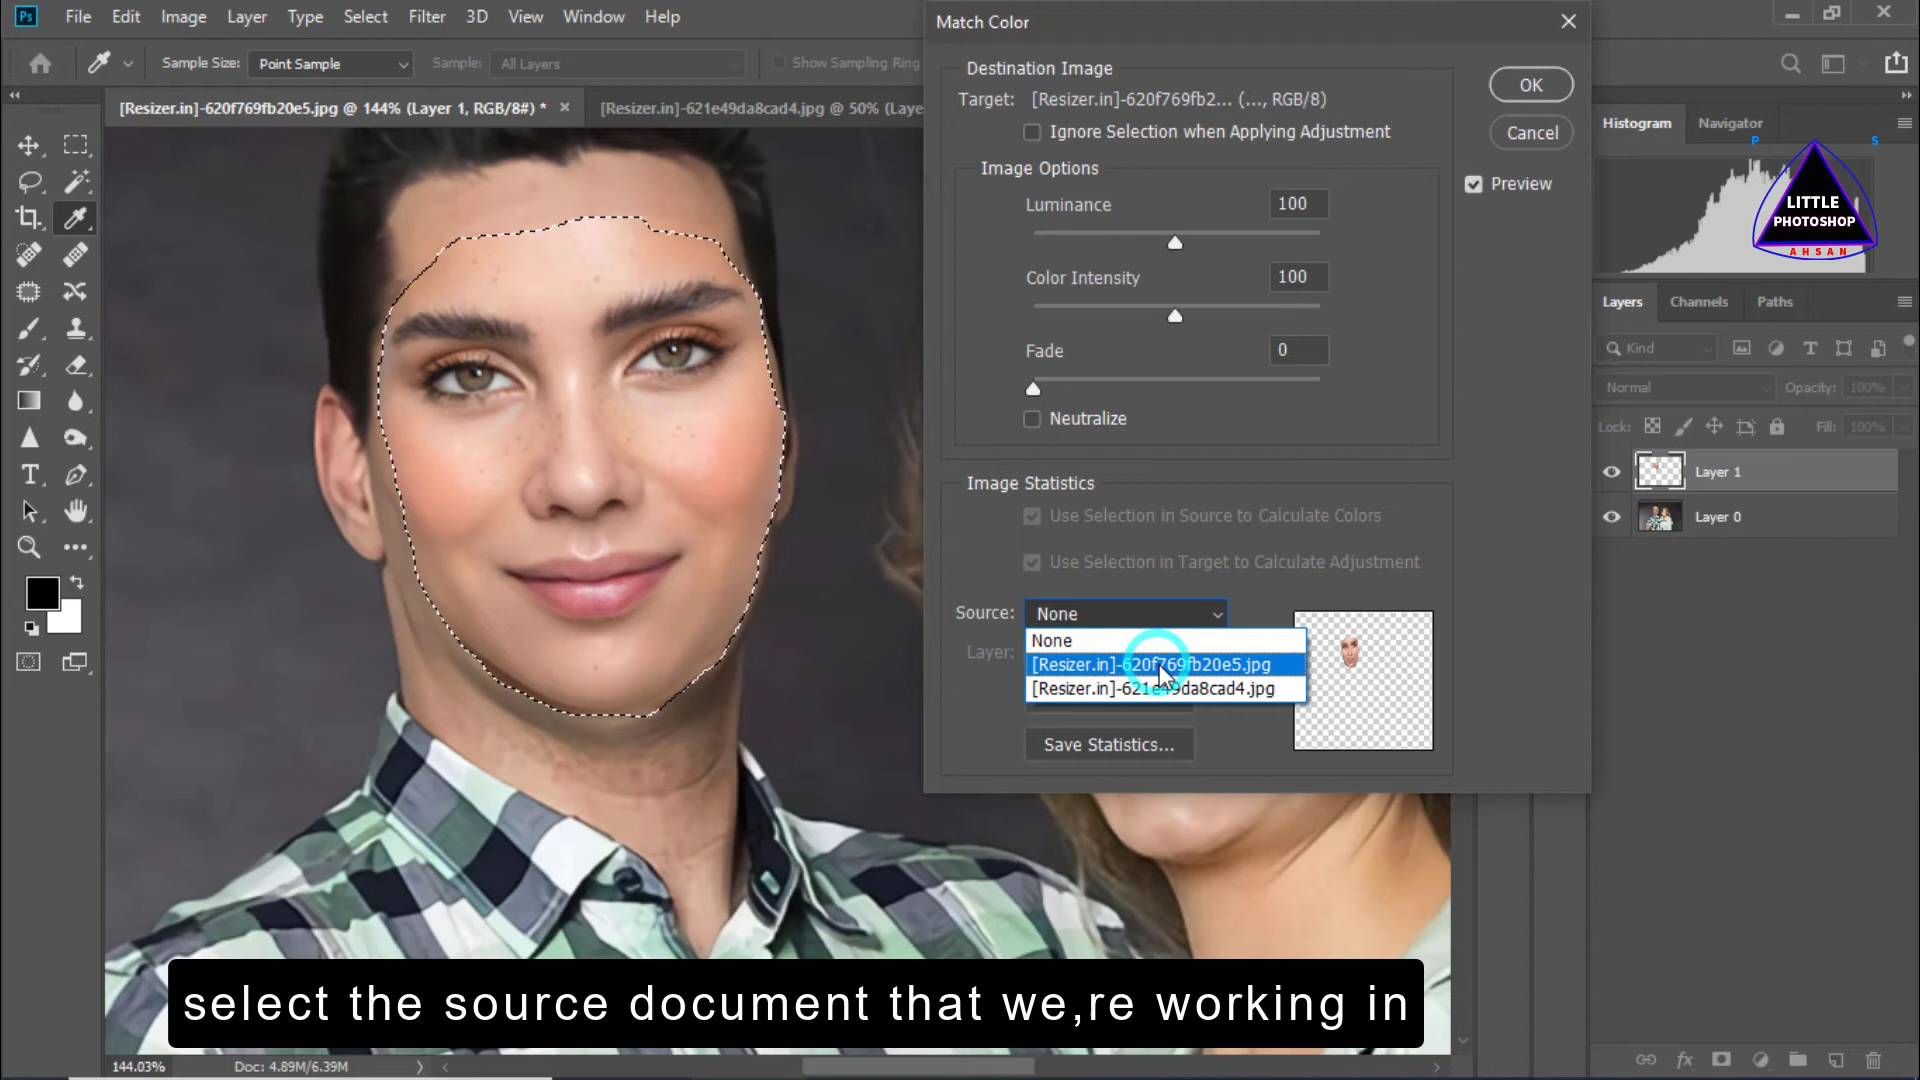 Ps File Edit Image Layer Type Select Filter 3D View Window Help
Sample Size: Point Sample Sample: All Layers Show Sampling Ring
[Resizer.in]-620f769fb20e5.jpg @ 144% (Layer 1, RGB/8#) * × [Resizer.in]-621e49da8cad4.jpg @ 50% (Laye
Match Color
Destination Image
Target: [Resizer.in]-620f769fb2... (..., RGB/8)
Ignore Selection when Applying Adjustment
Image Options
Luminance 100
Color Intensity 100
Fade 0
Neutralize
Image Statistics
Use Selection in Source to Calculate Colors
Use Selection in Target to Calculate Adjustment
Source: None
None
Layer:
[Resizer.in]-620f769fb20e5.jpg
[Resizer.in]-621e49da8cad4.jpg
Save Statistics...
OK
Cancel
Preview
Histogram Navigator
P S
LITTLE
PHOTOSHOP
AHSAN
Layers Channels Paths
Kind
Normal Opacity: 100%
Lock: Fill: 100%
Layer 1
Layer 0
select the source document that we,re working in
144.03% Doc: 4.89M/6.39M